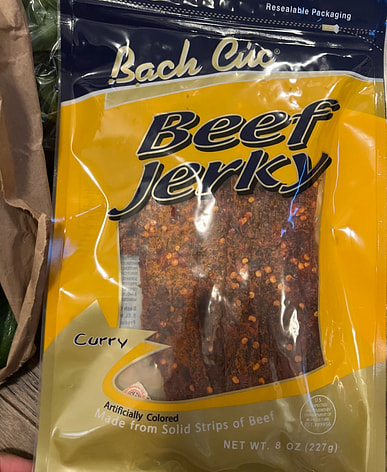 Resealable Packaging
Bach Cúc®
Beef
Jerky
Curry
Artificially Colored
Made from Solid Strips of Beef
NET WT. 8 OZ (227g)